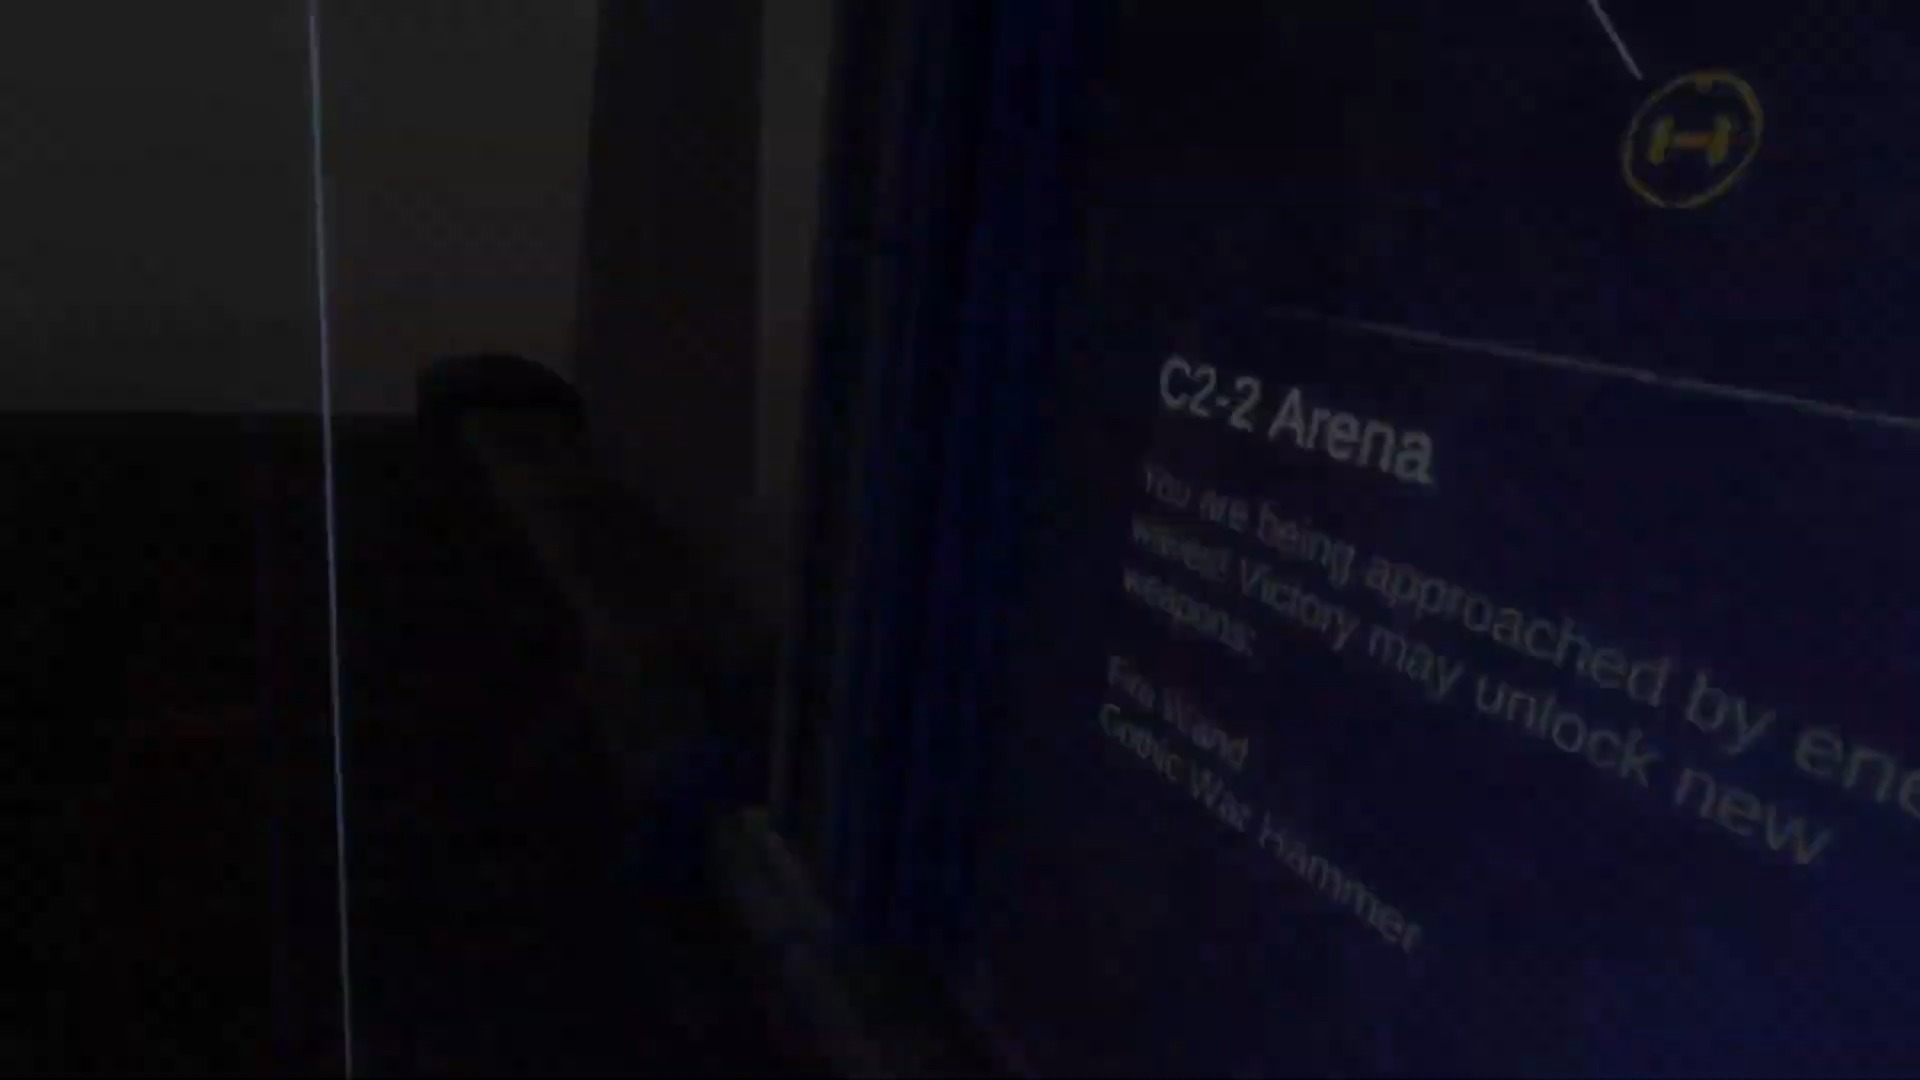 C2-2 Arena
You are being approached by ene
waves! Victory may unlock new
weapons:
Fire Wand
Gothic War Hammer